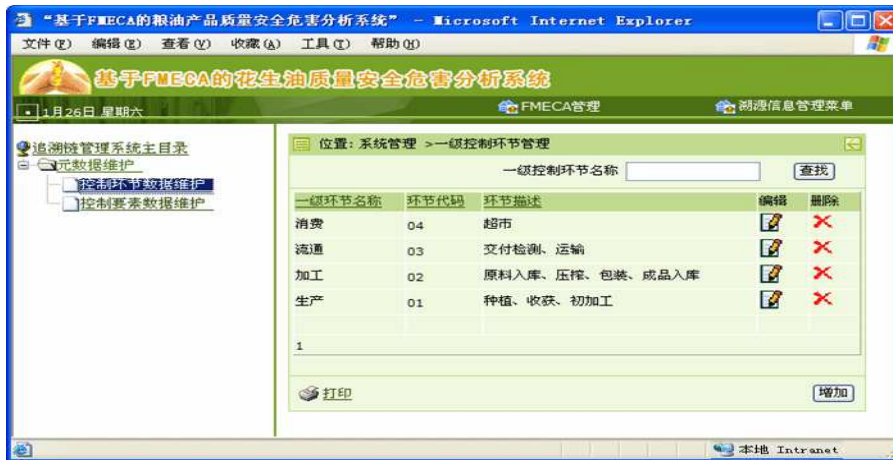 “基于FMECA的粮油产品质量安全危害分析系统” - Microsoft Internet Explorer
文件(F) 编辑(E) 查看(V) 收藏(A) 工具(T) 帮助(H)
基于FMECA的花生油质量安全危害分析系统
1月26日 星期六 FMECA管理 溯源信息管理菜单
追溯链管理系统主目录
元数据维护
控制环节数据维护
控制要素数据维护
位置: 系统管理 >一级控制环节管理
一级控制环节名称 查找
一级环节名称 环节代码 环节描述 编辑 删除
消费 04 超市
流通 03 交付检测、运输
加工 02 原料入库、压榨、包装、成品入库
生产 01 种植、收获、初加工
1
打印 增加
本地 Intranet